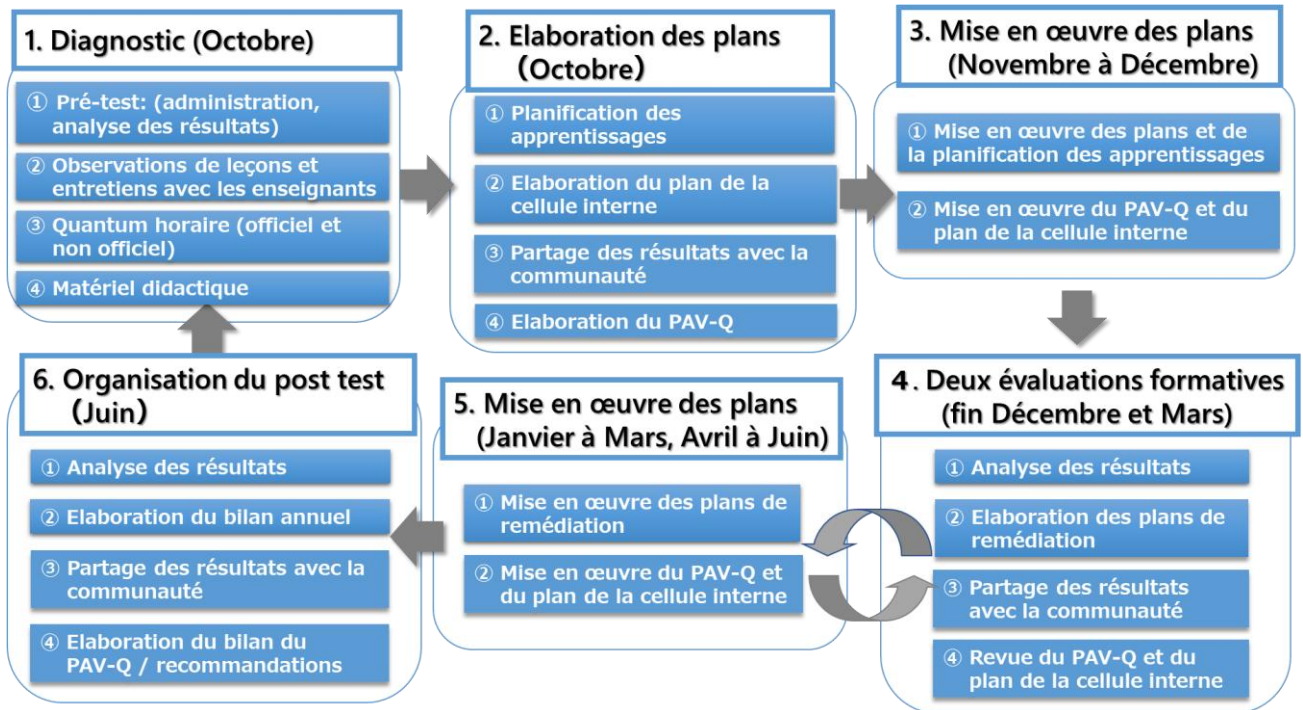 1. Diagnostic (Octobre)
① Pré-test: (administration,
analyse des résultats)
② Observations de leçons et
entretiens avec les enseignants
③ Quantum horaire (officiel et
non officiel)
④ Matériel didactique
2. Elaboration des plans
(Octobre)
① Planification des
apprentissages
② Elaboration du plan de la
cellule interne
③ Partage des résultats avec la
communauté
④ Elaboration du PAV-Q
3. Mise en œuvre des plans
(Novembre à Décembre)
① Mise en œuvre des plans et de
la planification des apprentissages
② Mise en œuvre du PAV-Q et du
plan de la cellule interne
4. Deux évaluations formatives
(fin Décembre et Mars)
① Analyse des résultats
② Elaboration des plans de
remédiation
③ Partage des résultats
avec la communauté
④ Revue du PAV-Q et du
plan de la cellule interne
5. Mise en œuvre des plans
(Janvier à Mars, Avril à Juin)
① Mise en œuvre des plans de
remédiation
② Mise en œuvre du PAV-Q et
du plan de la cellule interne
6. Organisation du post test
(Juin)
① Analyse des résultats
② Elaboration du bilan annuel
③ Partage des résultats avec la
communauté
④ Elaboration du bilan du
PAV-Q / recommandations